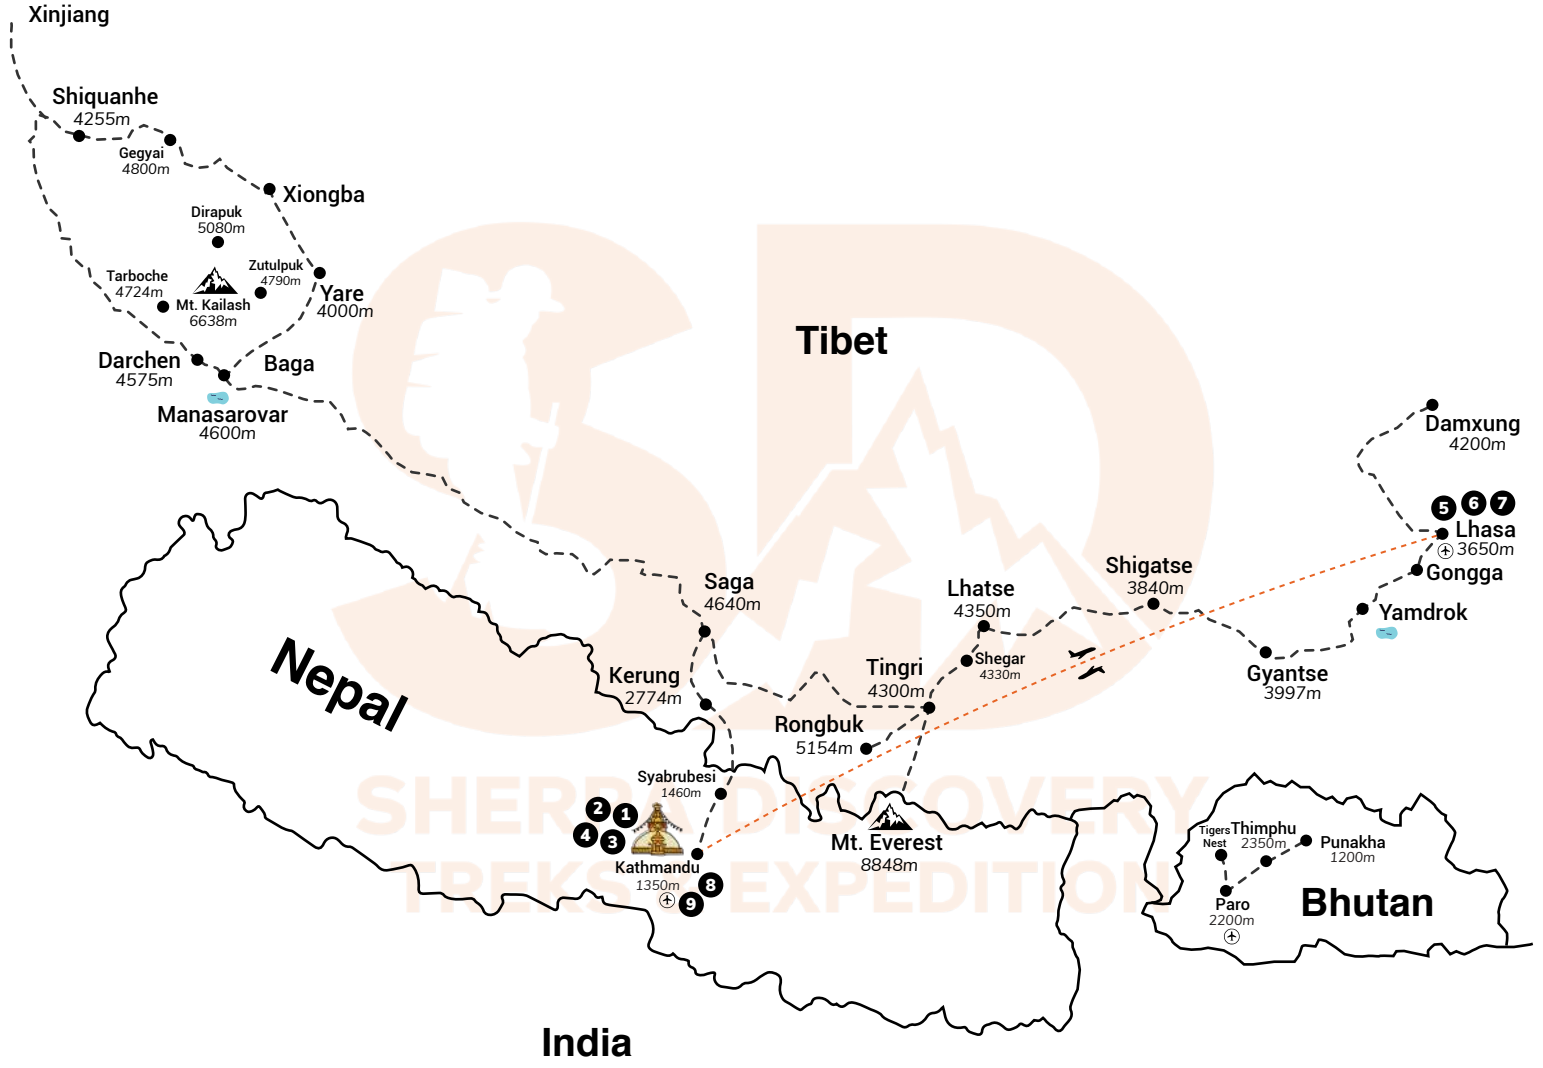 Xinjiang
Shiquanhe
4255m
Gegyai
4800m
Xiongba
Dirapuk
5080m
Tarboche
4724m
Zutulpuk
4790m
Mt. Kailash
6638m
Yare
4000m
Darchen
4575m
Baga
Manasarovar
4600m
Tibet
Damxung
4200m
5 6 7
Lhasa
3650m
Gongga
Yamdrok
Shigatse
3840m
Gyantse
3997m
Lhatse
4350m
Shegar
4330m
Saga
4640m
Tingri
4300m
Kerung
2774m
Rongbuk
5154m
Nepal
Syabrubesi
1460m
2 1
4 3
Kathmandu
1350m
8
9
Mt. Everest
8848m
SD
SHERPA DISCOVERY
TREKS & EXPEDITION
Tigers
Nest
Thimphu
2350m
Punakha
1200m
Paro
2200m
Bhutan
India